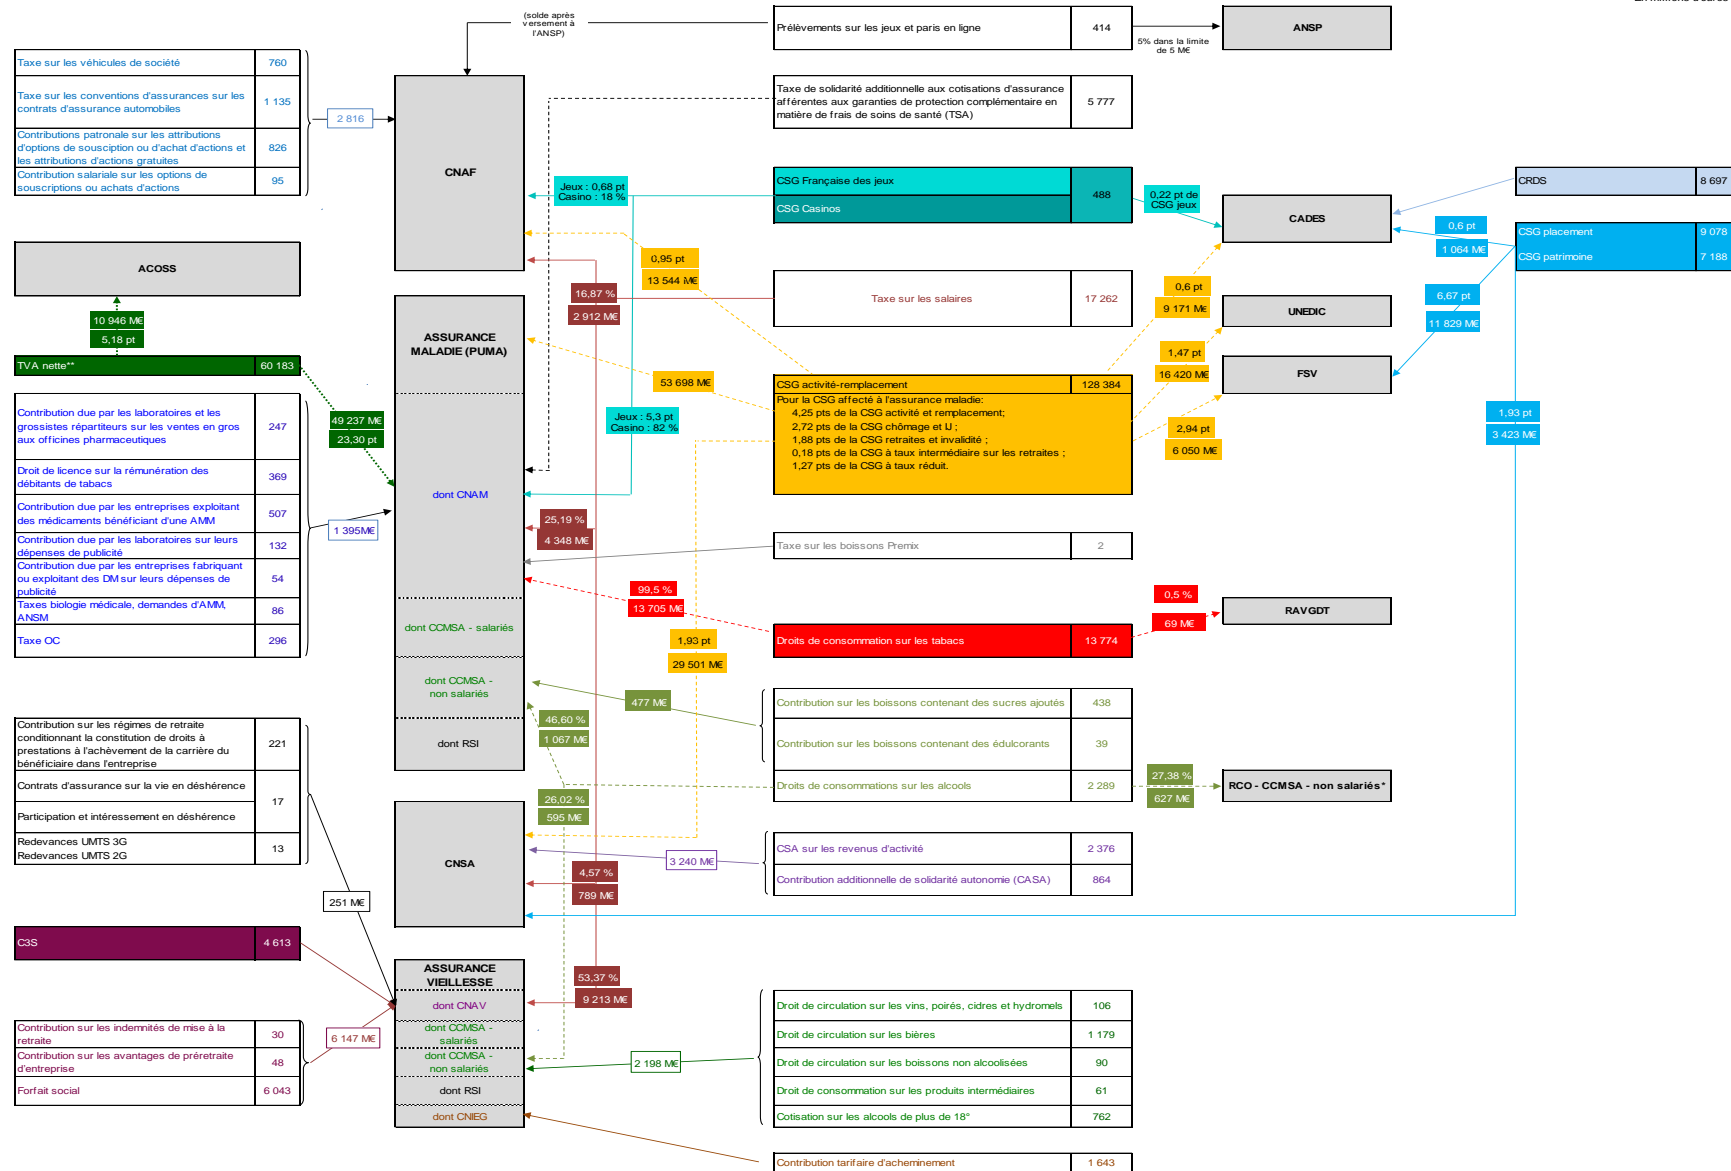 (solde après
versement à
l'ANSP)
Prélèvements sur les jeux et paris en ligne 414
5% dans la limite
de 5 M€
ANSP
Taxe sur les véhicules de société 760
Taxe sur les conventions d'assurances sur les
contrats d'assurance automobiles 1 135
Contributions patronale sur les attributions
d'options de souscription ou d'achat d'actions et
les attributions d'actions gratuites 826
Contribution salariale sur les options de
souscriptions ou achats d'actions 95
2 816
CNAF
Taxe de solidarité additionnelle aux cotisations d'assurance
afférentes aux garanties de protection complémentaire en
matière de frais de soins de santé (TSA) 5 777
Jeux : 0,68 pt
Casino : 18 %
CSG Française des jeux
CSG Casinos
488
0,22 pt de
CSG jeux
CADES
CRDS 8 697
0,6 pt
1 064 M€
CSG placement 9 078
CSG patrimoine 7 188
ACOSS
0,95 pt
13 544 M€
16,87 %
2 912 M€
Taxe sur les salaires 17 262
0,6 pt
9 171 M€
UNEDIC
6,67 pt
11 829 M€
10 946 M€
5,18 pt
ASSURANCE
MALADIE (PUMA)
TVA nette** 60 183
53 698 M€
CSG activité-remplacement 128 384
Pour la CSG affecté à l'assurance maladie:
4,25 pts de la CSG activité et remplacement;
2,72 pts de la CSG chômage et IJ ;
1,88 pts de la CSG retraites et invalidité ;
0,18 pts de la CSG à taux intermédiaire sur les retraites ;
1,27 pts de la CSG à taux réduit.
1,47 pt
16 420 M€
FSV
2,94 pt
6 050 M€
1,93 pt
3 423 M€
Contribution due par les laboratoires et les
grossistes répartiteurs sur les ventes en gros
aux officines pharmaceutiques 247
Droit de licence sur la rémunération des
débitants de tabacs 369
Contribution due par les entreprises exploitant
des médicaments bénéficiant d'une AMM 507
Contribution due par les laboratoires sur leurs
dépenses de publicité 132
Contribution due par les entreprises fabriquant
ou exploitant des DM sur leurs dépenses de
publicité 54
Taxes biologie médicale, demandes d'AMM,
ANSM 86
Taxe OC 296
49 237 M€
23,30 pt
1 395M€
Jeux : 5,3 pt
Casino : 82 %
dont CNAM
25,19 %
4 348 M€
Taxe sur les boissons Premix 2
99,5 %
13 705 M€
Droits de consommation sur les tabacs 13 774
0,5 %
69 M€
RAVGDT
dont CCMSA - salariés
1,93 pt
29 501 M€
dont CCMSA -
non salariés
477 M€
Contribution sur les boissons contenant des sucres ajoutés 438
Contribution sur les boissons contenant des édulcorants 39
46,60 %
1 067 M€
dont RSI
Droits de consommations sur les alcools 2 289
27,38 %
627 M€
RCO - CCMSA - non salariés*
26,02 %
595 M€
Contribution sur les régimes de retraite
conditionnant la constitution de droits à
prestations à l'achèvement de la carrière du
bénéficiaire dans l'entreprise 221
Contrats d'assurance sur la vie en déshérence
17
Participation et intéressement en déshérence
Redevances UMTS 3G
Redevances UMTS 2G
13
251 M€
CNSA
3 240 M€
CSA sur les revenus d'activité 2 376
Contribution additionnelle de solidarité autonomie (CASA) 864
4,57 %
789 M€
C3S 4 613
ASSURANCE
VIEILLESSE
53,37 %
9 213 M€
dont CNAV
dont CCMSA -
salariés
dont CCMSA -
non salariés
dont RSI
dont CNIEG
Contribution sur les indemnités de mise à la
retraite 30
Contribution sur les avantages de préretraite
d'entreprise 48
Forfait social 6 043
6 147 M€
2 198 M€
Droit de circulation sur les vins, poirés, cidres et hydromels 106
Droit de circulation sur les bières 1 179
Droit de circulation sur les boissons non alcoolisées 90
Droit de consommation sur les produits intermédiaires 61
Cotisation sur les alcools de plus de 18° 762
Contribution tarifaire d'acheminement 1 643